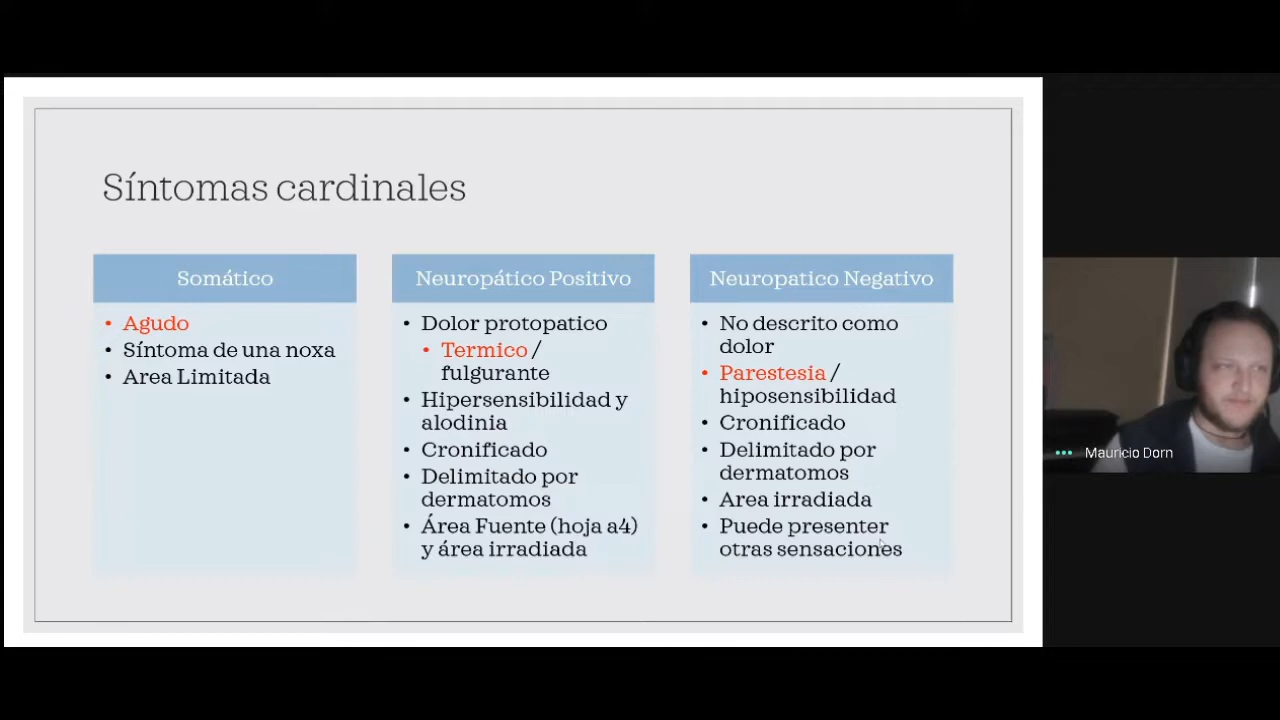 Síntomas cardinales
Somático
• Agudo
• Síntoma de una noxa
• Area Limitada
Neuropático Positivo
• Dolor protopatico
• Termico /
fulgurante
• Hipersensibilidad y
alodinia
• Cronificado
• Delimitado por
dermatomos
• Área Fuente (hoja a4)
y área irradiada
Neuropatico Negativo
• No descrito como
dolor
• Parestesia /
hiposensibilidad
• Cronificado
• Delimitado por
dermatomos
• Area irradiada
• Puede presenter
otras sensaciones
Mauricio Dorn